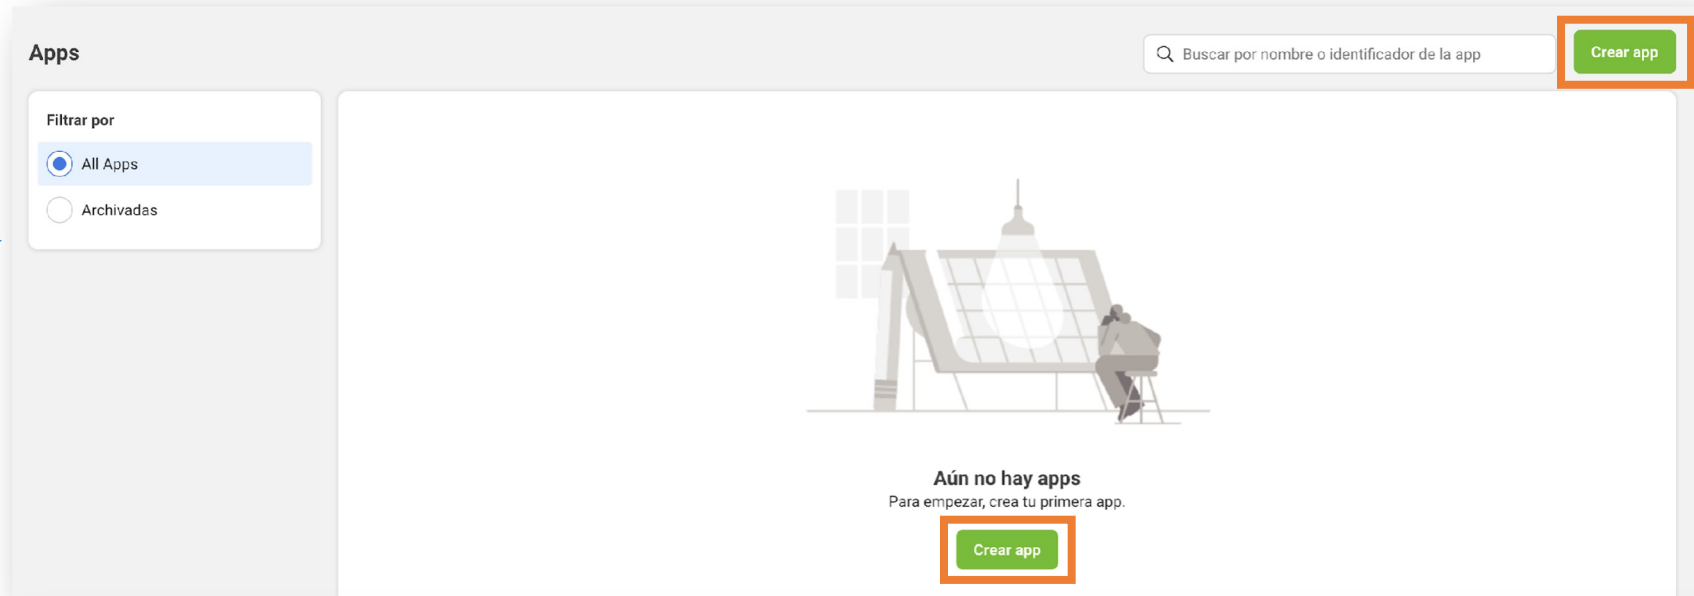 Apps
Buscar por nombre o identificador de la app
Crear app
Filtrar por
All Apps
Archivadas
Aún no hay apps
Para empezar, crea tu primera app.
Crear app